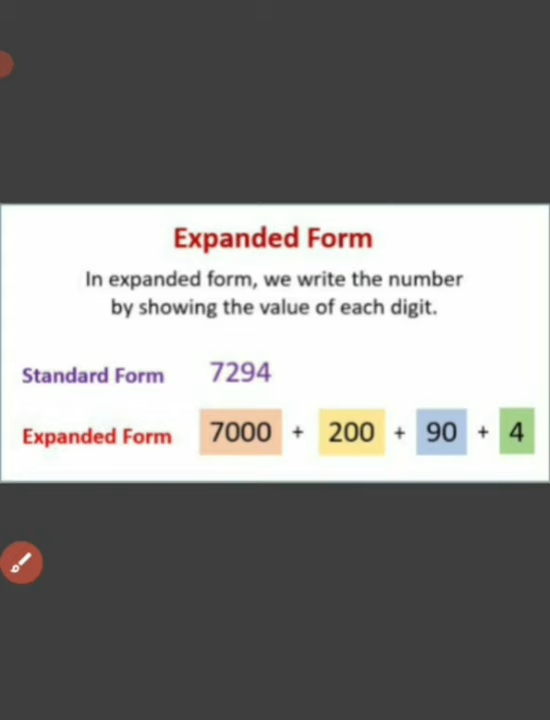 Expanded Form
In expanded form, we write the number
by showing the value of each digit.
Standard Form 7294
Expanded Form 7000 + 200 + 90 + 4